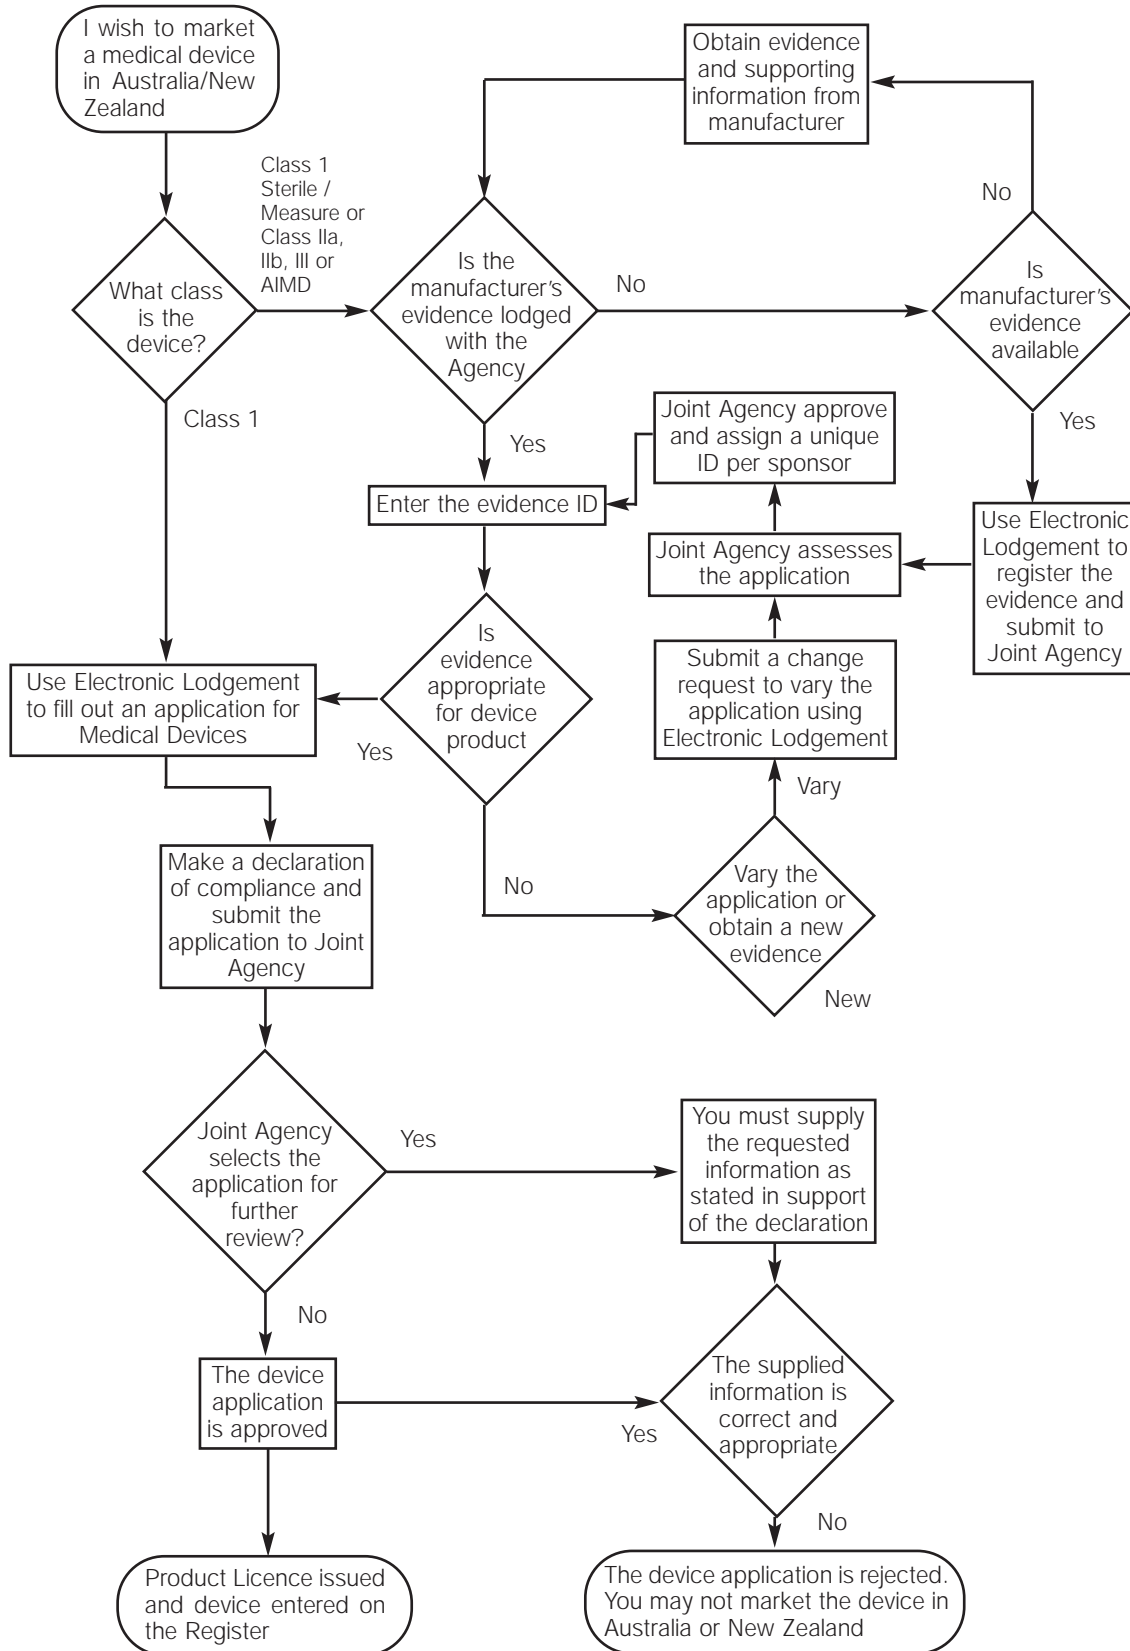 I wish to market
a medical device
in Australia/New
Zealand
Obtain evidence
and supporting
information from
manufacturer
Class 1
Sterile /
Measure or
Class IIa,
IIb, III or
AIMD
No
What class
is the
device?
Is the
manufacturer’s
evidence lodged
with the
Agency
No
Is
manufacturer’s
evidence
available
Class 1
Yes
Joint Agency approve
and assign a unique
ID per sponsor
Yes
Enter the evidence ID
Joint Agency assesses
the application
Use Electronic
Lodgement to
register the
evidence and
submit to
Joint Agency
Is
evidence
appropriate
for device
product
Submit a change
request to vary the
application using
Electronic Lodgement
Use Electronic Lodgement
to fill out an application for
Medical Devices
Yes
Vary
Make a declaration
of compliance and
submit the
application to Joint
Agency
No
Vary the
application or
obtain a new
evidence
New
Joint Agency
selects the
application for
further
review?
Yes
You must supply
the requested
information as
stated in support
of the declaration
No
The device
application
is approved
Yes
The supplied
information is
correct and
appropriate
No
Product Licence issued
and device entered on
the Register
The device application is rejected.
You may not market the device in
Australia or New Zealand